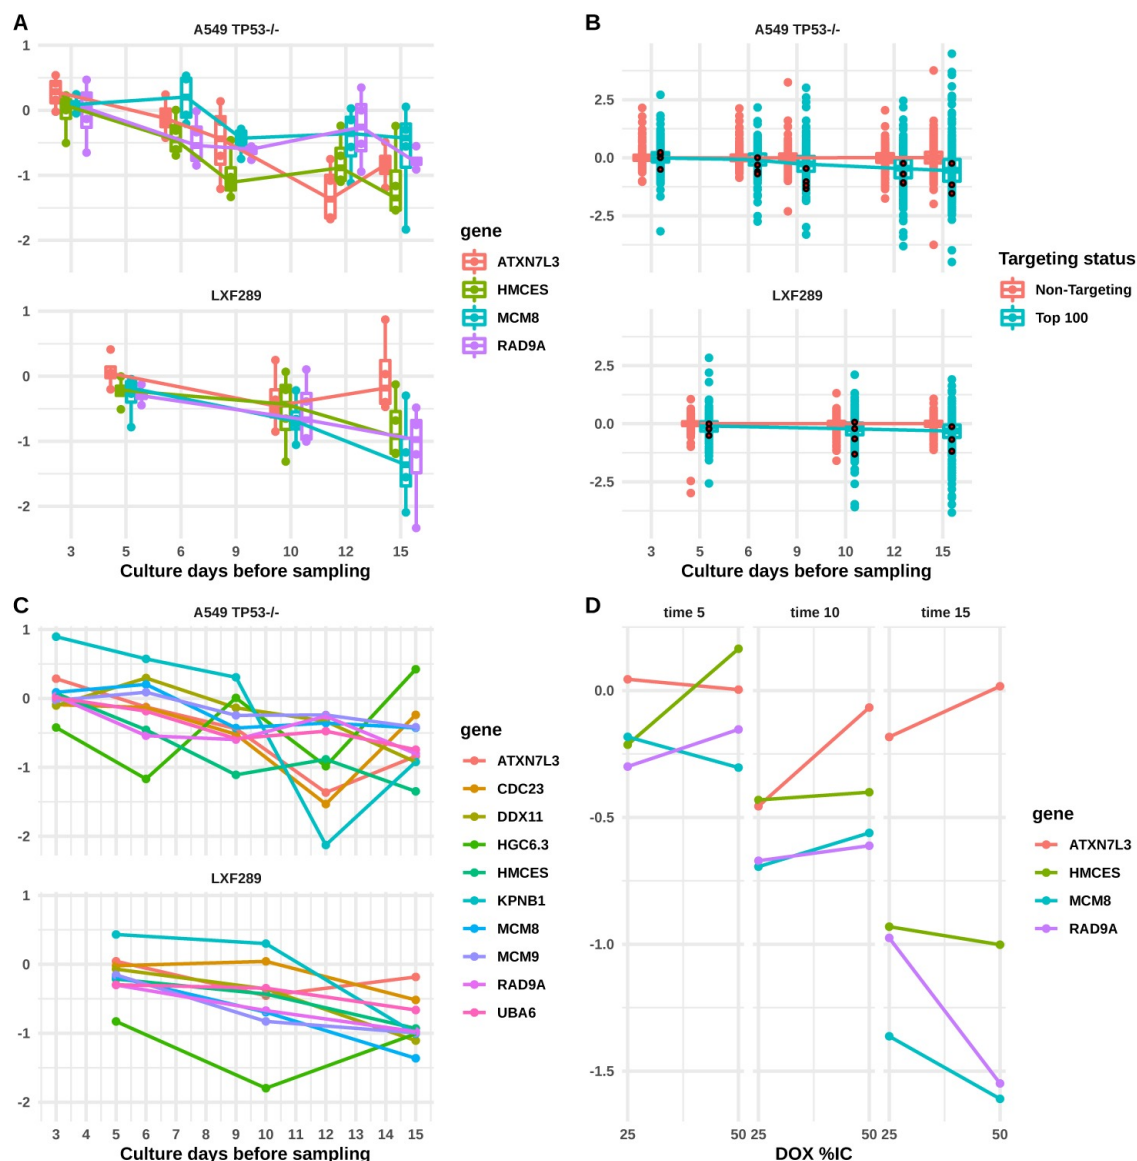 A
A549 TP53-/-
1
0
-1
-2
LXF289
1
0
-1
-2
3 5 6 9 10 12 15
Culture days before sampling
gene
ATXN7L3
HMCES
MCM8
RAD9A
B
A549 TP53-/-
2.5
0.0
-2.5
LXF289
2.5
0.0
-2.5
3 5 6 9 10 12 15
Culture days before sampling
Targeting status
Non-Targeting
Top 100
C
A549 TP53-/-
1
0
-1
-2
LXF289
1
0
-1
-2
3 4 5 6 7 8 9 10 11 12 13 14 15
Culture days before sampling
gene
ATXN7L3
CDC23
DDX11
HGC6.3
HMCES
KPNB1
MCM8
MCM9
RAD9A
UBA6
D
time 5 time 10 time 15
0.0
-0.5
-1.0
-1.5
25 50 25 50 25 50
DOX %IC
gene
ATXN7L3
HMCES
MCM8
RAD9A